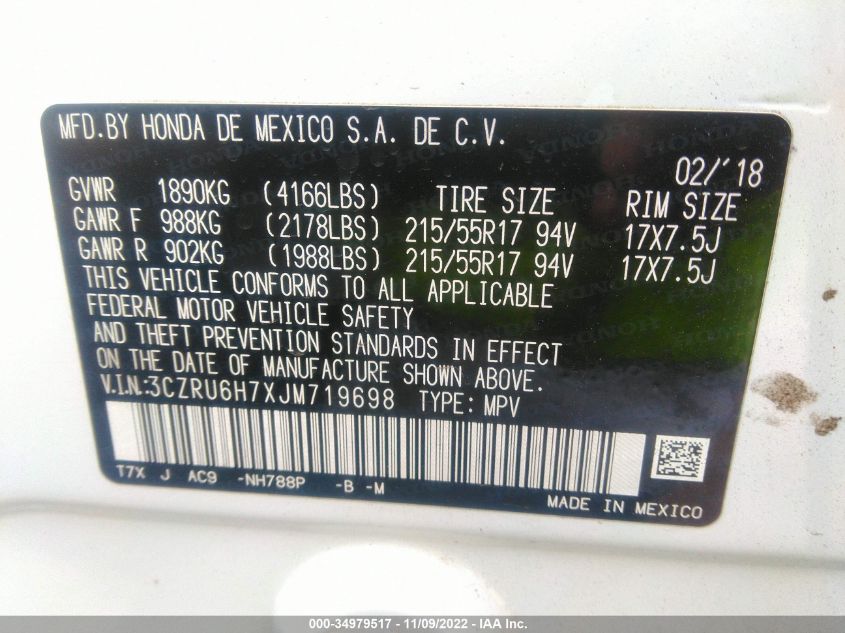 MFD.BY HONDA DE MEXICO S.A. DE C.V.
02/'18
GVWR 1890KG (4166LBS) TIRE SIZE RIM SIZE
GAWR F 988KG (2178LBS) 215/55R17 94V 17X7.5J
GAWR R 902KG (1988LBS) 215/55R17 94V 17X7.5J
THIS VEHICLE CONFORMS TO ALL APPLICABLE
FEDERAL MOTOR VEHICLE SAFETY
AND THEFT PREVENTION STANDARDS IN EFFECT
ON THE DATE OF MANUFACTURE SHOWN ABOVE.
V.I.N.:3CZRU6H7XJM719698 TYPE: MPV
T7X J AC9 -NH788P -B -M
MADE IN MEXICO
000-34979517 - 11/09/2022 - IAA Inc.